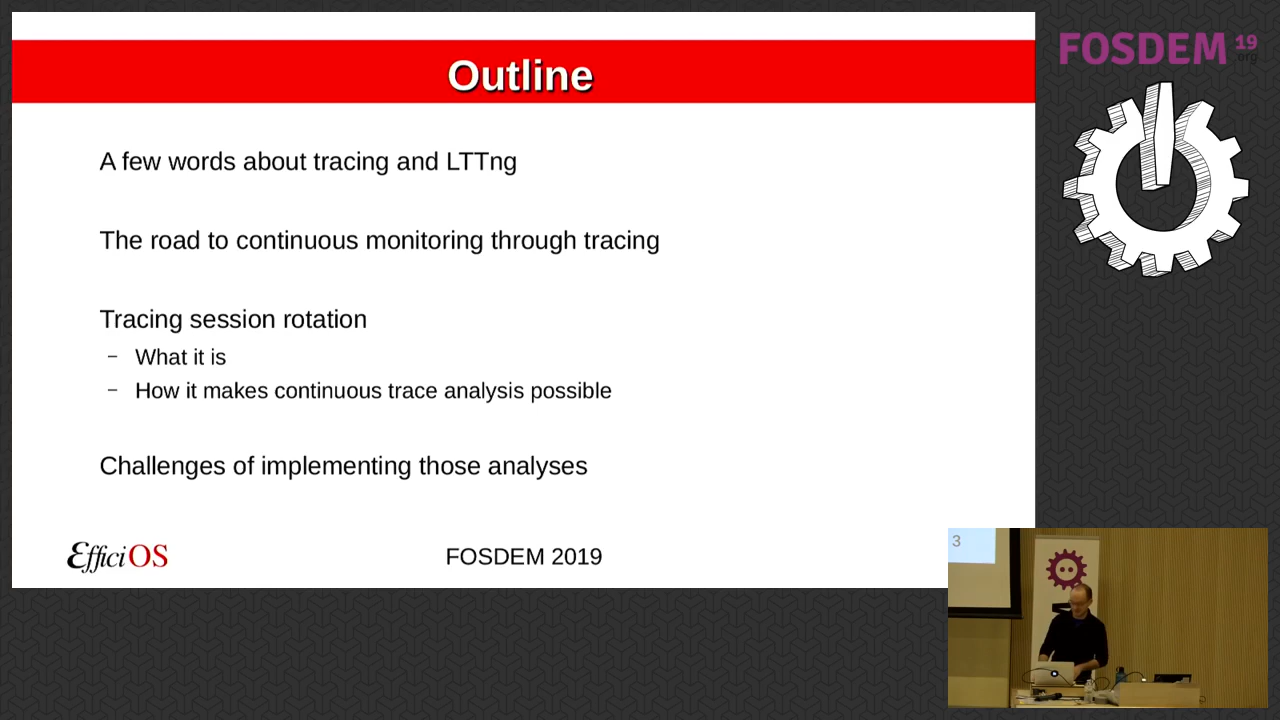 Outline
A few words about tracing and LTTng
The road to continuous monitoring through tracing
Tracing session rotation
– What it is
– How it makes continuous trace analysis possible
Challenges of implementing those analyses
EfficiOS
FOSDEM 2019
FOSDEM 19
.org
3